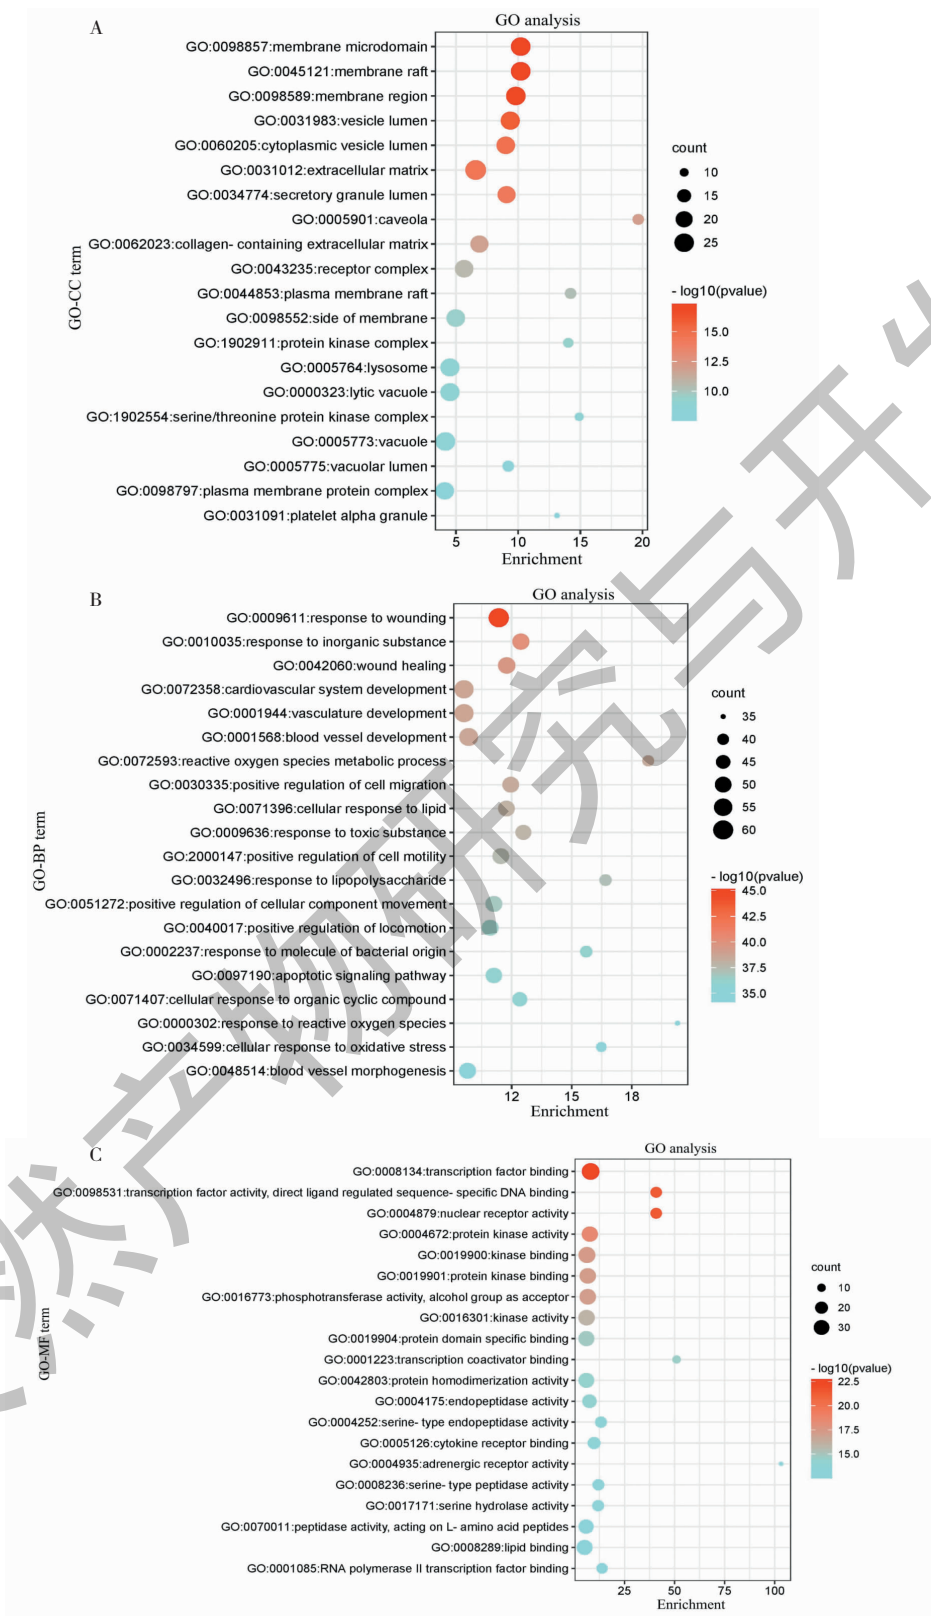 A
GO analysis
GO:0098857:membrane microdomain
GO:0045121:membrane raft
GO:0098589:membrane region
GO:0031983:vesicle lumen
GO:0060205:cytoplasmic vesicle lumen
GO:0031012:extracellular matrix
GO:0034774:secretory granule lumen
GO:0005901:caveola
GO:0062023:collagen- containing extracellular matrix
GO:0043235:receptor complex
GO:0044853:plasma membrane raft
GO:0098552:side of membrane
GO:1902911:protein kinase complex
GO:0005764:lysosome
GO:0000323:lytic vacuole
GO:1902554:serine/threonine protein kinase complex
GO:0005773:vacuole
GO:0005775:vacuolar lumen
GO:0098797:plasma membrane protein complex
GO:0031091:platelet alpha granule
GO-CC term
5 10 15 20
Enrichment
count
10
15
20
25
- log10(pvalue)
15.0
12.5
10.0
B
GO analysis
GO:0009611:response to wounding
GO:0010035:response to inorganic substance
GO:0042060:wound healing
GO:0072358:cardiovascular system development
GO:0001944:vasculature development
GO:0001568:blood vessel development
GO:0072593:reactive oxygen species metabolic process
GO:0030335:positive regulation of cell migration
GO:0071396:cellular response to lipid
GO:0009636:response to toxic substance
GO:2000147:positive regulation of cell motility
GO:0032496:response to lipopolysaccharide
GO:0051272:positive regulation of cellular component movement
GO:0040017:positive regulation of locomotion
GO:0002237:response to molecule of bacterial origin
GO:0097190:apoptotic signaling pathway
GO:0071407:cellular response to organic cyclic compound
GO:0000302:response to reactive oxygen species
GO:0034599:cellular response to oxidative stress
GO:0048514:blood vessel morphogenesis
GO-BP term
12 15 18
Enrichment
count
35
40
45
50
55
60
- log10(pvalue)
45.0
42.5
40.0
37.5
35.0
C
GO analysis
GO:0008134:transcription factor binding
GO:0098531:transcription factor activity, direct ligand regulated sequence- specific DNA binding
GO:0004879:nuclear receptor activity
GO:0004672:protein kinase activity
GO:0019900:kinase binding
GO:0019901:protein kinase binding
GO:0016773:phosphotransferase activity, alcohol group as acceptor
GO:0016301:kinase activity
GO:0019904:protein domain specific binding
GO:0001223:transcription coactivator binding
GO:0042803:protein homodimerization activity
GO:0004175:endopeptidase activity
GO:0004252:serine- type endopeptidase activity
GO:0005126:cytokine receptor binding
GO:0004935:adrenergic receptor activity
GO:0008236:serine- type peptidase activity
GO:0017171:serine hydrolase activity
GO:0070011:peptidase activity, acting on L- amino acid peptides
GO:0008289:lipid binding
GO:0001085:RNA polymerase II transcription factor binding
GO-MF term
25 50 75 100
Enrichment
count
10
20
30
- log10(pvalue)
22.5
20.0
17.5
15.0
然产物研究与开